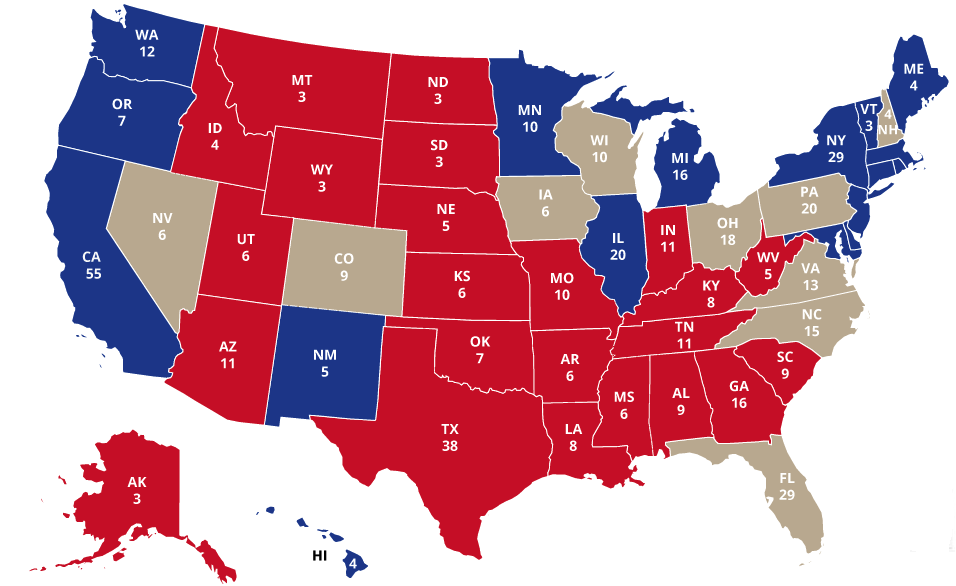 WA
12
OR
7
CA
55
NV
6
ID
4
MT
3
WY
3
UT
6
AZ
11
CO
9
NM
5
ND
3
SD
3
NE
5
KS
6
OK
7
TX
38
MN
10
IA
6
MO
10
AR
6
LA
8
WI
10
IL
20
MI
16
IN
11
OH
18
KY
8
TN
11
MS
6
AL
9
GA
16
FL
29
SC
9
NC
15
VA
13
WV
5
PA
20
NY
29
VT
3
4
NH
ME
4
AK
3
HI
4